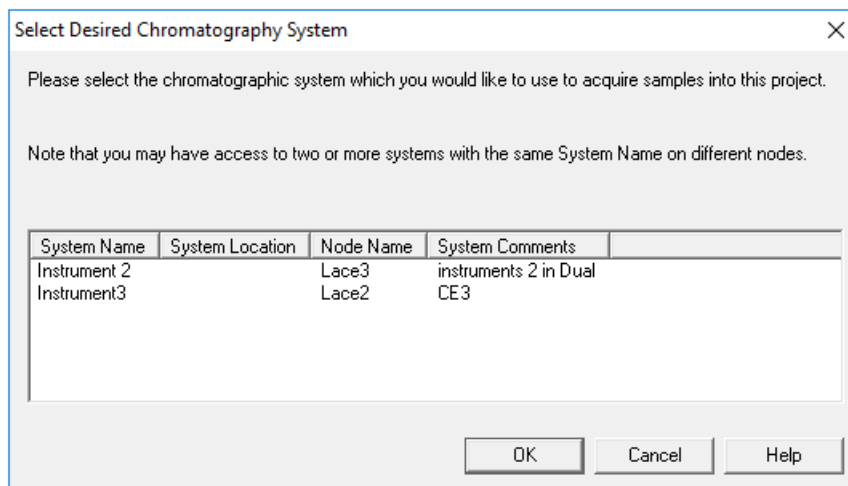 Select Desired Chromatography System
Please select the chromatographic system which you would like to use to acquire samples into this project.
Note that you may have access to two or more systems with the same System Name on different nodes.
System Name System Location Node Name System Comments
Instrument 2 Lace3 instruments 2 in Dual
Instrument3 Lace2 CE3
OK Cancel Help